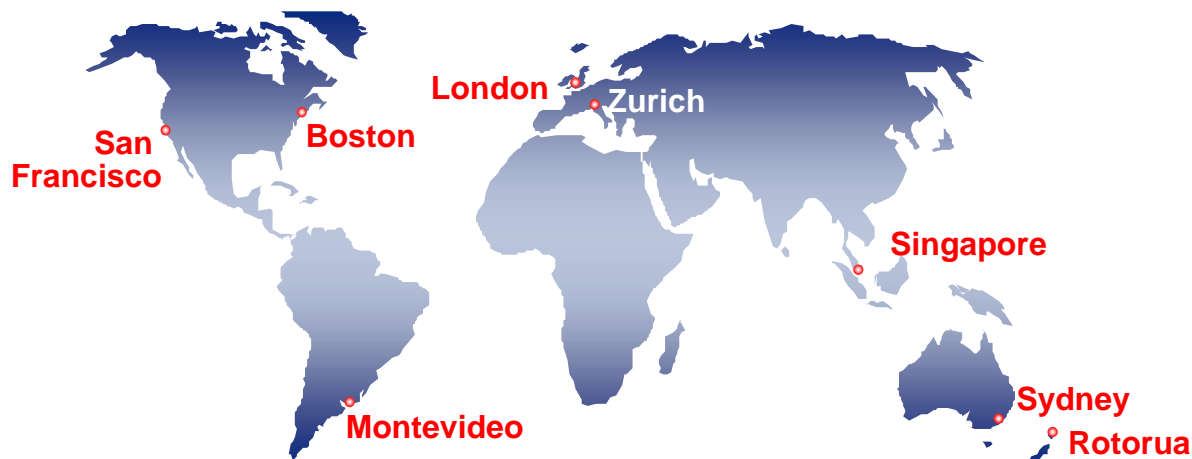 London
Zurich
Boston
San
Francisco
Singapore
Montevideo
Sydney
Rotorua